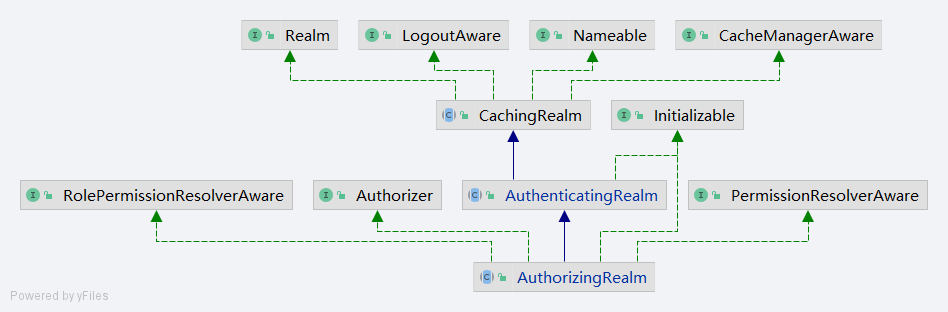 Realm
LogoutAware
Nameable
CacheManagerAware
CachingRealm
Initializable
RolePermissionResolverAware
Authorizer
AuthenticatingRealm
PermissionResolverAware
AuthorizingRealm
Powered by yFiles